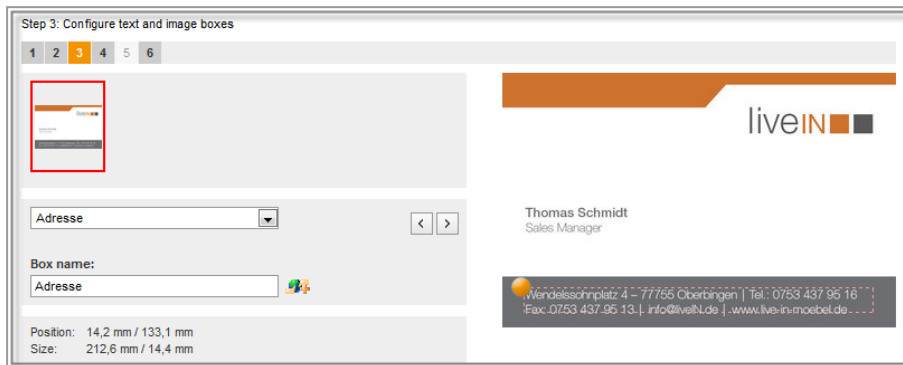 Step 3: Configure text and image boxes
1 2 3 4 5 6
liveIN
Adresse
< >
Thomas Schmidt
Sales Manager
Box name:
Adresse
Wendelssohnplatz 4 – 77755 Oberbingen | Tel.: 0753 437 95 16
Fax: 0753 437 95 13 | info@liveIN.de | www.live-in-moebel.de
Position: 14,2 mm / 133,1 mm
Size: 212,6 mm / 14,4 mm